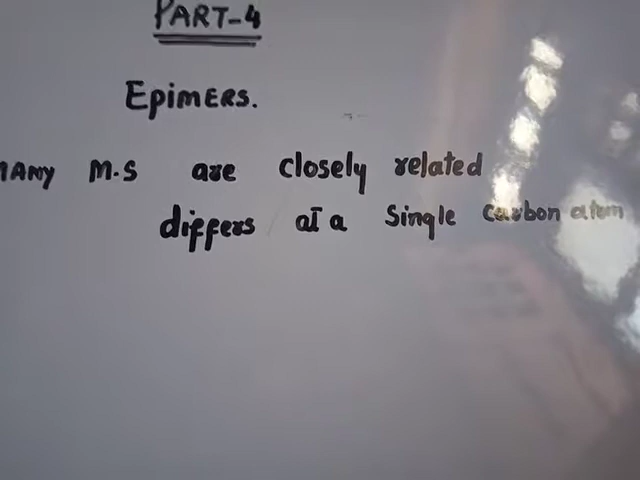 PART-4
EPimERS.
MANY M.S are closely related
differs at a Single carbon atom